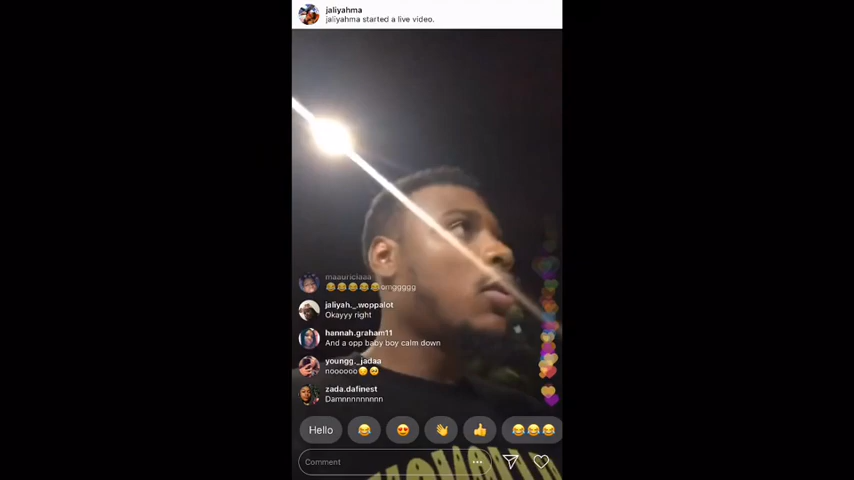 jaliyahma
jaliyahma started a live video.
maauriciaaa
😂😂😂😂😂omggggg
jaliyah._.woppalot
Okayyy right
hannah.graham11
And a opp baby boy calm down
youngg._jadaa
noooooo
zada.dafinest
Damnnnnnnnnn
Hello
Comment